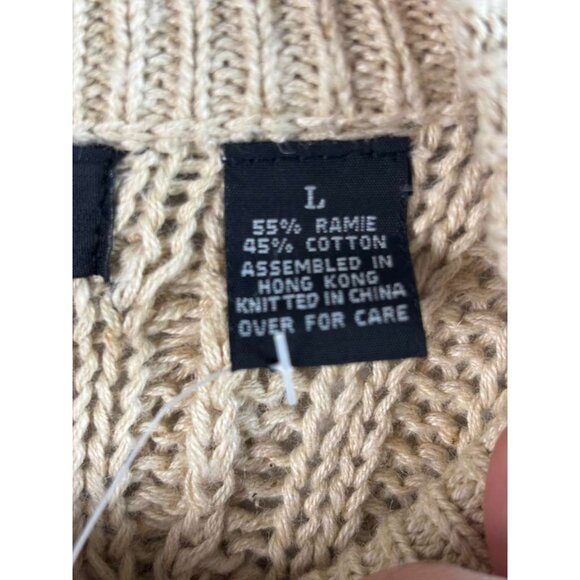 L
55% RAMIE
45% COTTON
ASSEMBLED IN
HONG KONG
KNITTED IN CHINA
OVER FOR CARE